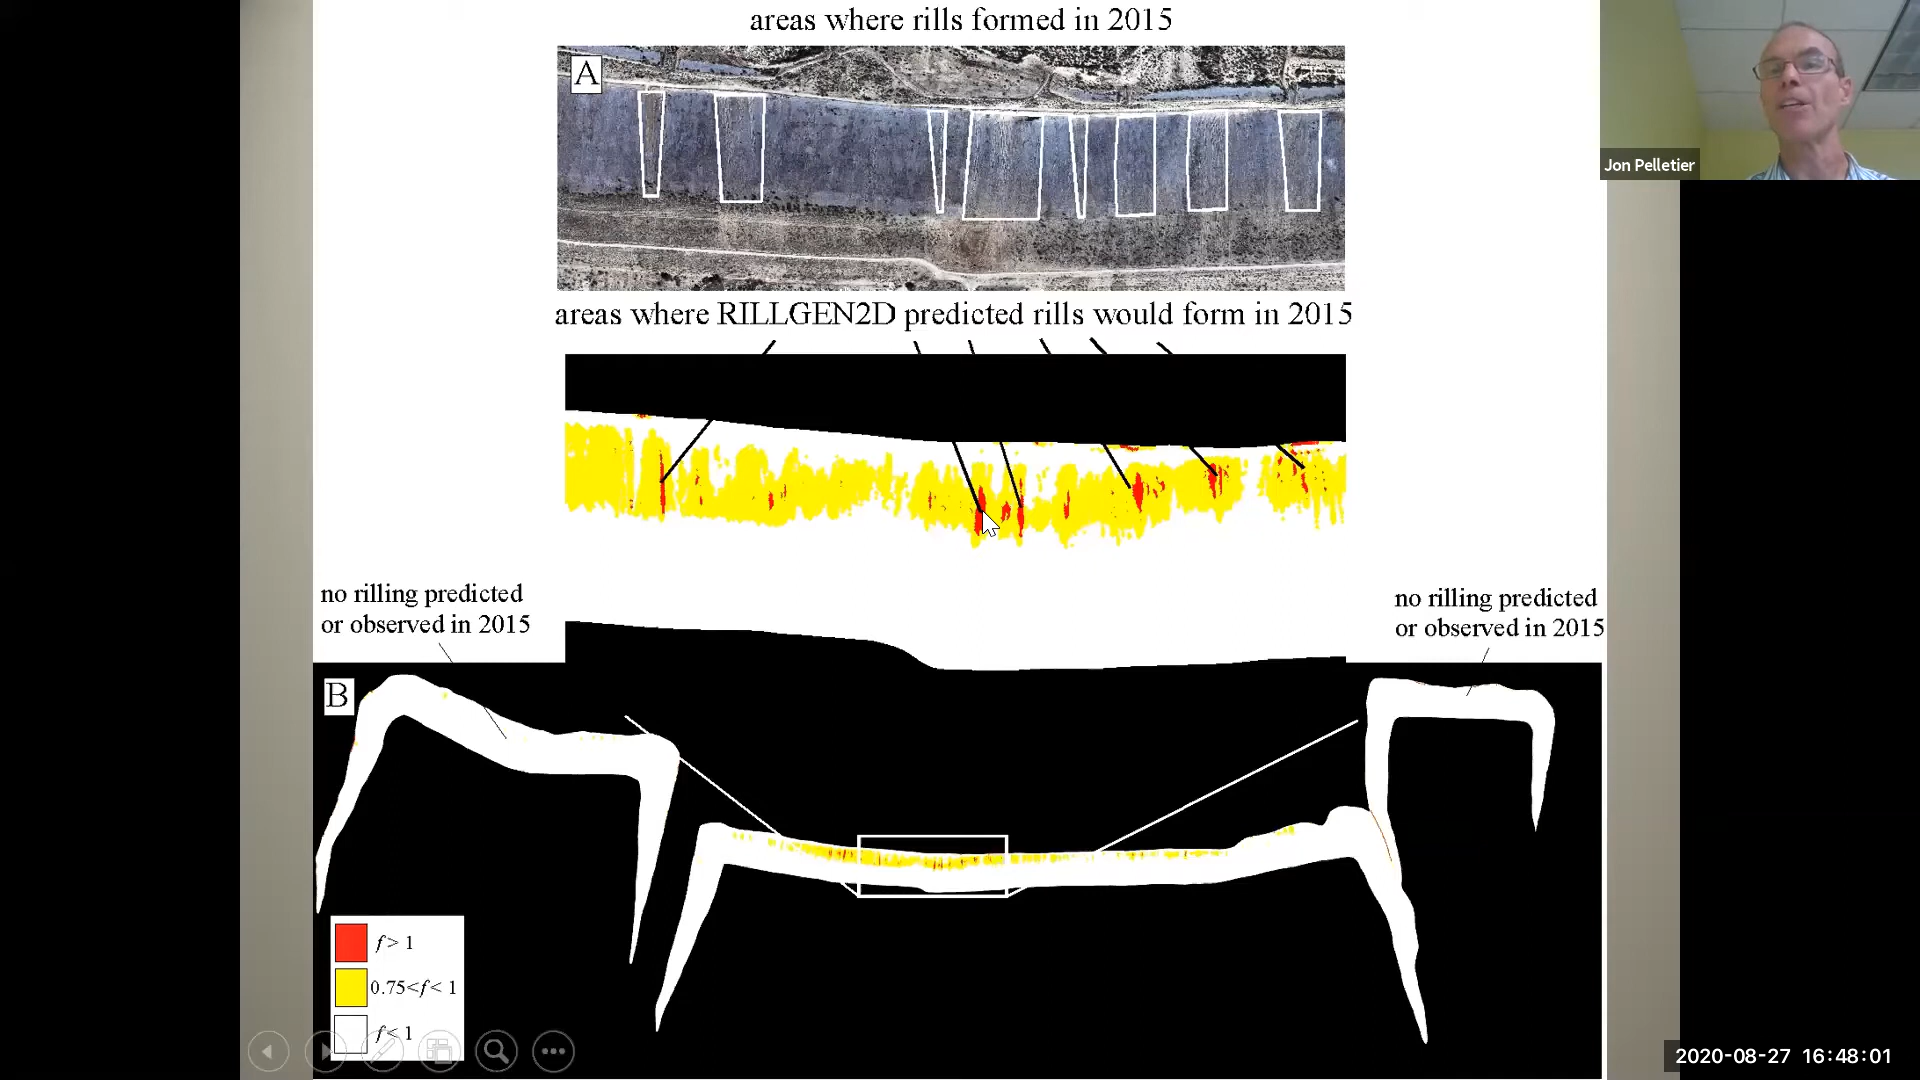 areas where rills formed in 2015
A
Jon Pelletier
areas where RILLGEN2D predicted rills would form in 2015
no rilling predicted
or observed in 2015
no rilling predicted
or observed in 2015
B
f > 1
0.75<f< 1
f< 1
2020-08-27 16:48:01